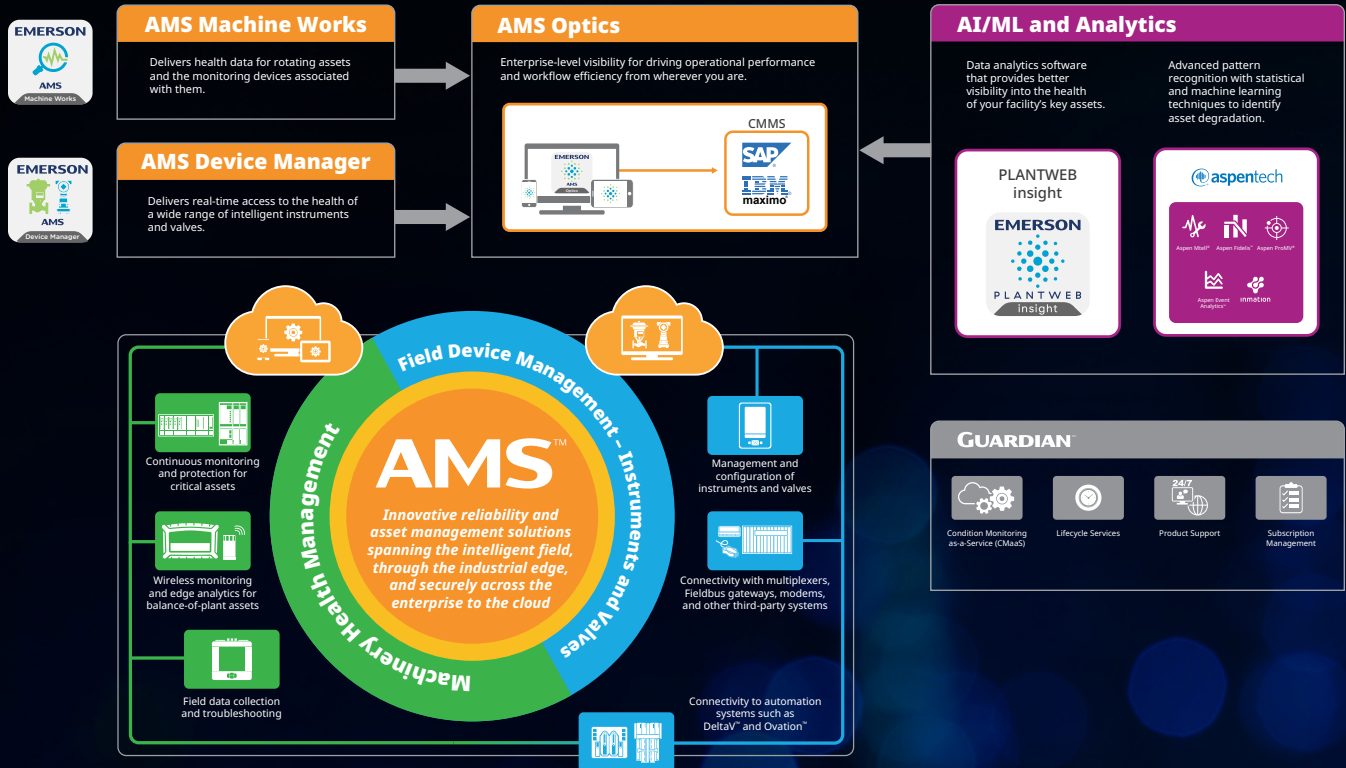 EMERSON
AMS
Machine Works
AMS Machine Works
Delivers health data for rotating assets
and the monitoring devices associated
with them.
EMERSON
AMS
Device Manager
AMS Device Manager
Delivers real-time access to the health of
a wide range of intelligent instruments
and valves.
AMS Optics
Enterprise-level visibility for driving operational performance
and workflow efficiency from wherever you are.
EMERSON
AMS
Optics
CMMS
SAP
IBM
maximo
AI/ML and Analytics
Data analytics software
that provides better
visibility into the health
of your facility's key assets.
Advanced pattern
recognition with statistical
and machine learning
techniques to identify
asset degradation.
PLANTWEB
insight
EMERSON
PLANTWEB
insight
aspentech
Aspen Mtell®
Aspen Fidelis™
Aspen ProMV®
Aspen Event
Analytics™
inmation
Field Device Management – Instruments and Valves
Machinery Health Management
AMS™
Innovative reliability and
asset management solutions
spanning the intelligent field,
through the industrial edge,
and securely across the
enterprise to the cloud
Continuous monitoring
and protection for
critical assets
Wireless monitoring
and edge analytics for
balance-of-plant assets
Field data collection
and troubleshooting
Management and
configuration of
instruments and valves
Connectivity with multiplexers,
Fieldbus gateways, modems,
and other third-party systems
Connectivity to automation
systems such as
DeltaV™ and Ovation™
GUARDIAN™
Condition Monitoring
as-a-Service (CMaaS)
Lifecycle Services
24/7
Product Support
Subscription
Management